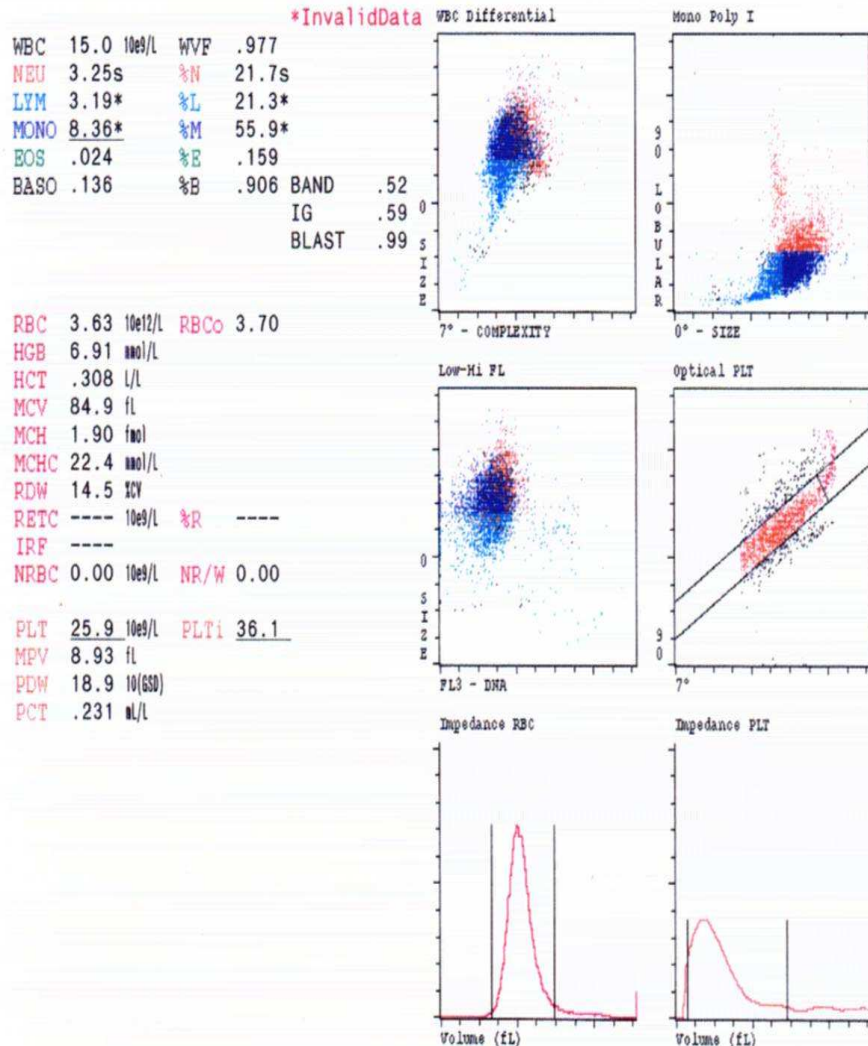 *InvalidData
WBC 15.0 10e9/L WVF .977
NEU 3.25s %N 21.7s
LYM 3.19* %L 21.3*
MONO 8.36* %M 55.9*
EOS .024 %E .159
BASO .136 %B .906 BAND .52
IG .59
BLAST .99
RBC 3.63 10e12/L RBCo 3.70
HGB 6.91 mmol/L
HCT .308 L/L
MCV 84.9 fL
MCH 1.90 fmol
MCHC 22.4 mmol/L
RDW 14.5 %CV
RETC ---- 10e9/L %R ----
IRF ----
NRBC 0.00 10e9/L NR/W 0.00
PLT 25.9 10e9/L PLTi 36.1
MPV 8.93 fL
PDW 18.9 10(GSD)
PCT .231 mL/L
WBC Differential
0 SIZE
7° - COMPLEXITY
Mono Poly I
90 LOBULAR
0° - SIZE
Low-Hi FL
0 SIZE
FL3 - DNA
Optical PLT
90
7°
Impedance RBC
Volume (fL)
Impedance PLT
Volume (fL)